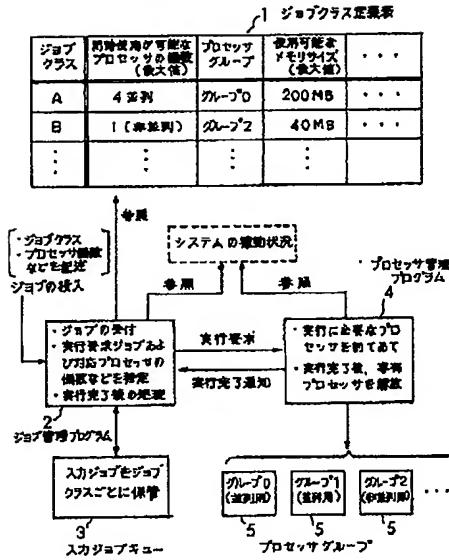 1 ジョブクラス定義表
ジョブ
クラス
同時使用が可能な
プロセッサの個数
(最大値)
プロセッサ
グループ
使用可能な
メモリサイズ
(最大値)
・・・
A
4並列
グループ0
200MB
・・・
B
1(非並列)
グループ2
40MB
・・・
参照
・ジョブクラス
・プロセッサ個数
などを記述
ジョブの投入
システムの稼動状況
参照
参照
プロセッサ管理
プログラム
4
・ジョブの受付
・実行要求ジョブおよ
び対応プロセッサの
個数などを特定
・実行完了後の処理
実行要求
実行完了通知
・実行に必要なプロ
セッサを割てあて
・実行完了後、専有
プロセッサを解放
2
ジョブ管理プログラム
入力ジョブをジョブ
クラスごとに保管
3
入力ジョブキュー
グループ0
(並列用)
グループ1
(並列用)
グループ2
(非並列用)
・・・
5
5
5
プロセッサグループ